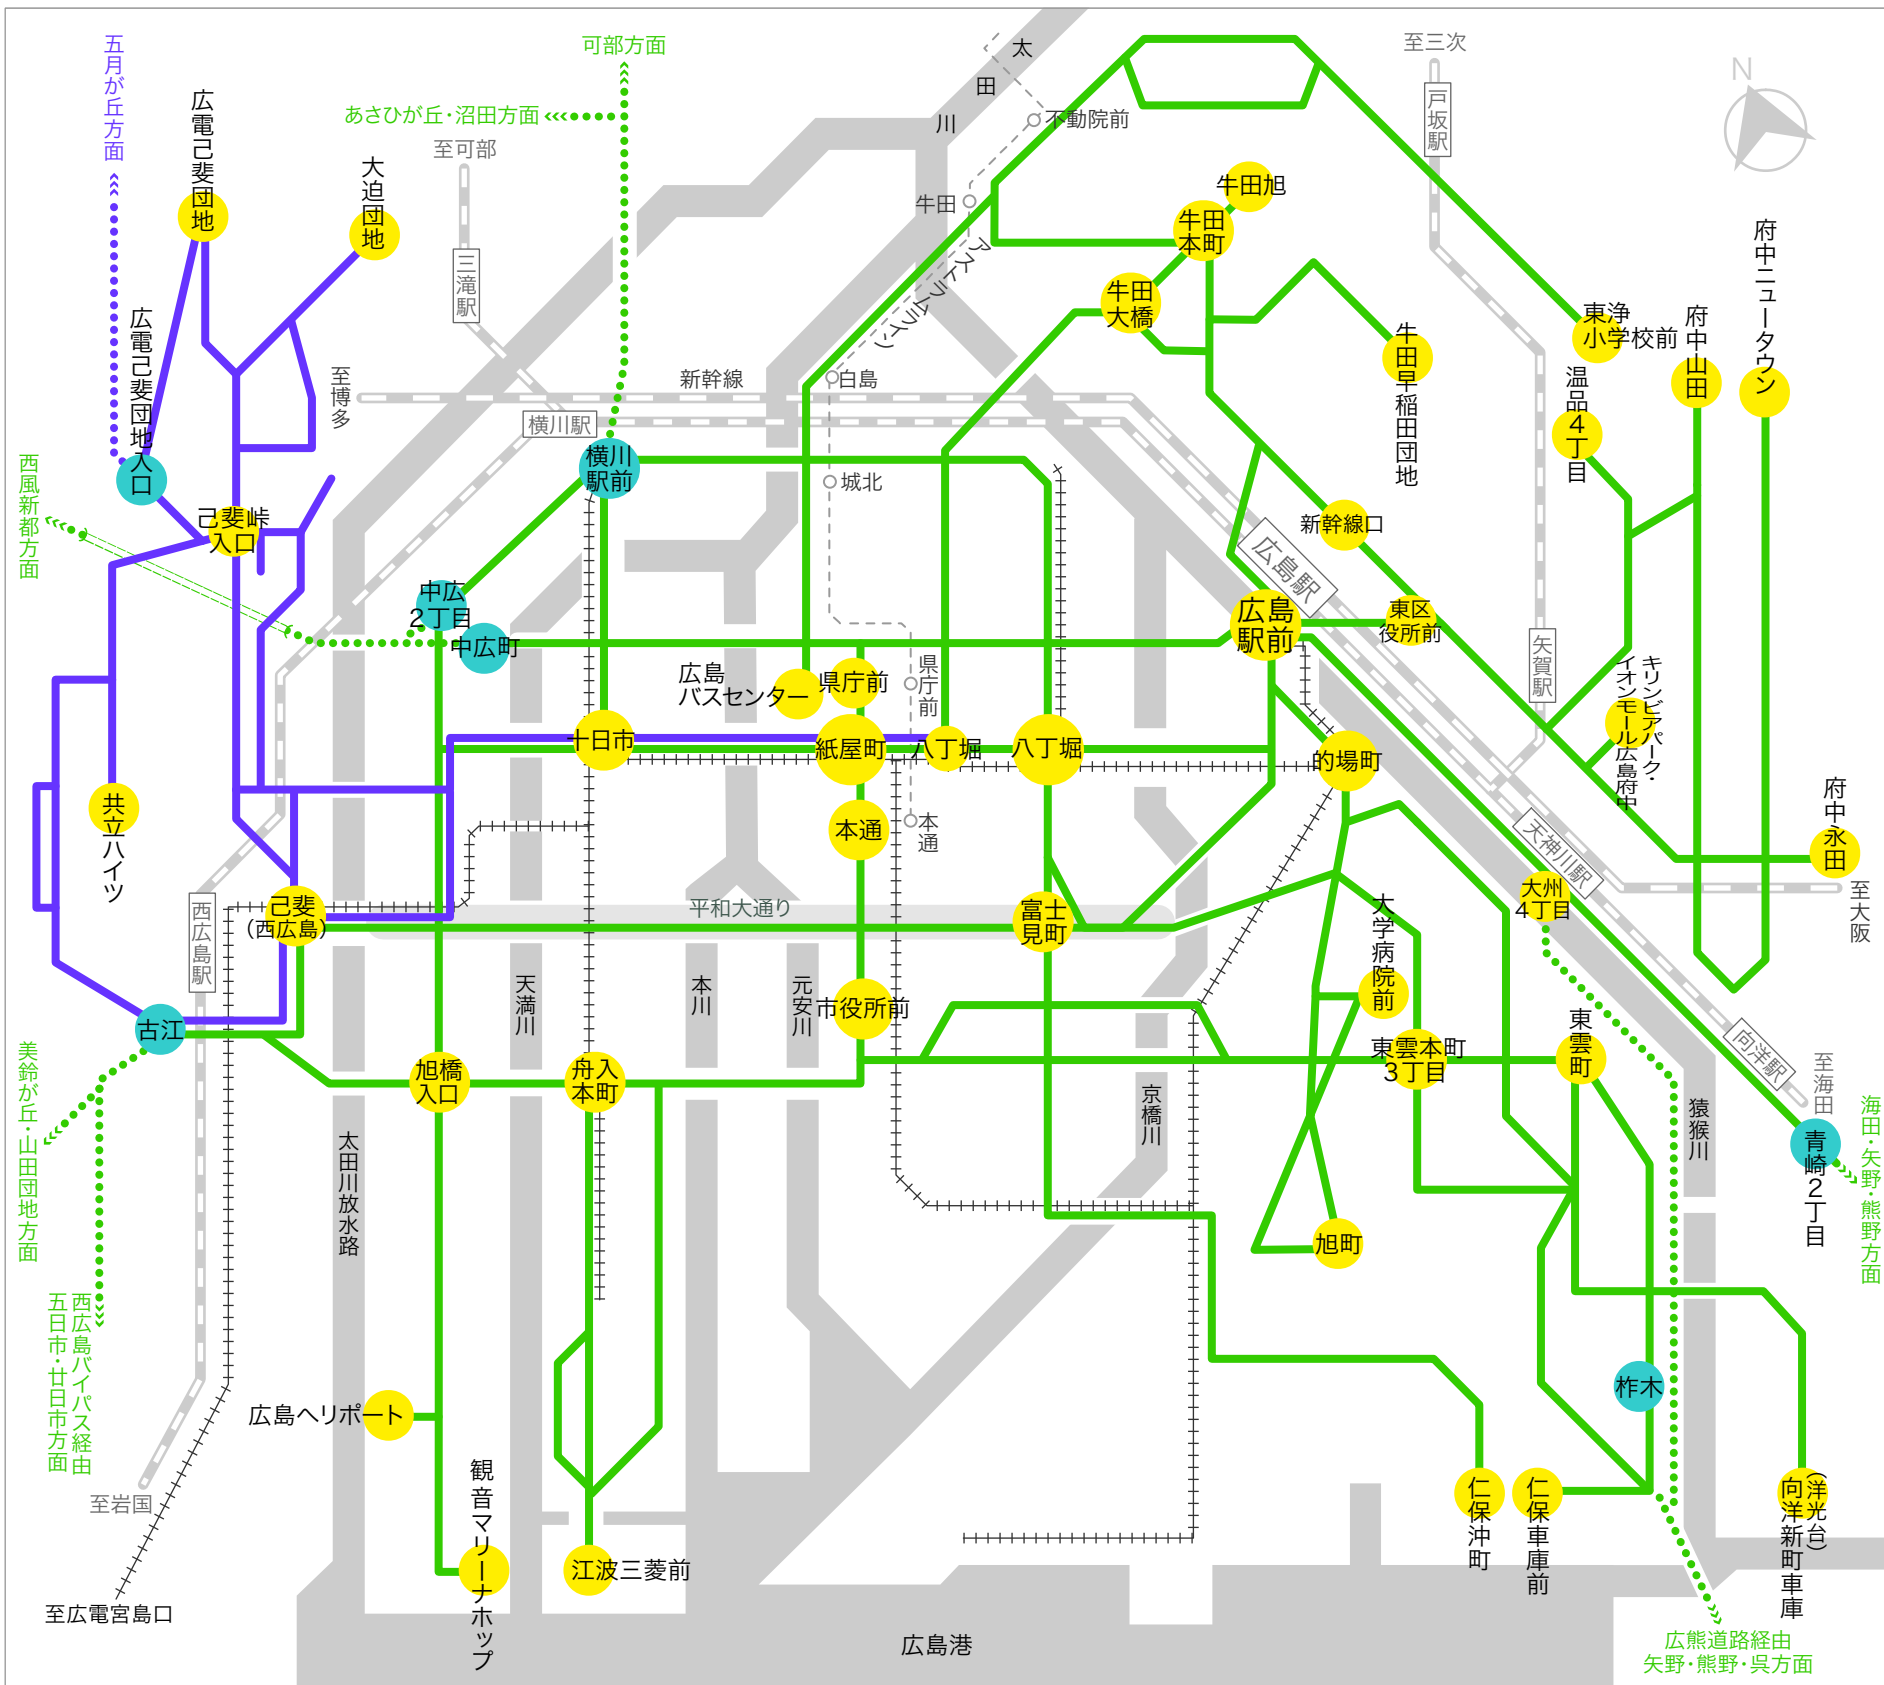 五月が丘方面
広電己斐団地
可部方面
あさひが丘・沼田方面
至可部
大迫団地
三滝駅
広電己斐団地入口
至博多
新幹線
横川駅
横川
駅前
西風新都方面
己斐峠
入口
中広
2丁目
中広町
太田川
不動院前
牛田
アストラムライン
白島
城北
県庁前
本通
至三次
戸坂駅
N
牛田旭
牛田
本町
牛田
大橋
牛田早稲田団地
東浄
小学校前
温品4丁目
府中山田
府中ニュータウン
新幹線口
広島駅
広島
駅前
東区
役所前
矢賀駅
キリンビアパーク・
イオンモール広島府中
府中永田
至大阪
広島
バスセンター
県庁前
十日市
紙屋町
八丁堀
八丁堀
的場町
本通
共立ハイツ
西広島駅
己斐
(西広島)
平和大通り
富士
見町
大学病院前
天神川駅
大州
4丁目
天満川
本川
元安川
市役所前
古江
旭橋
入口
舟入
本町
東雲本町
3丁目
東雲町
向洋駅
至海田
青崎2丁目
海田・矢野・熊野方面
美鈴が丘・山田団地方面
太田川放水路
京橋川
猿猴川
旭町
西広島バイパス経由
五日市・廿日市方面
柞木
広島ヘリポート
観音マリーナホップ
至岩国
至広電宮島口
江波三菱前
仁保沖町
仁保車庫前
向洋新町車庫
(洋光台)
広島港
広熊道路経由
矢野・熊野・呉方面